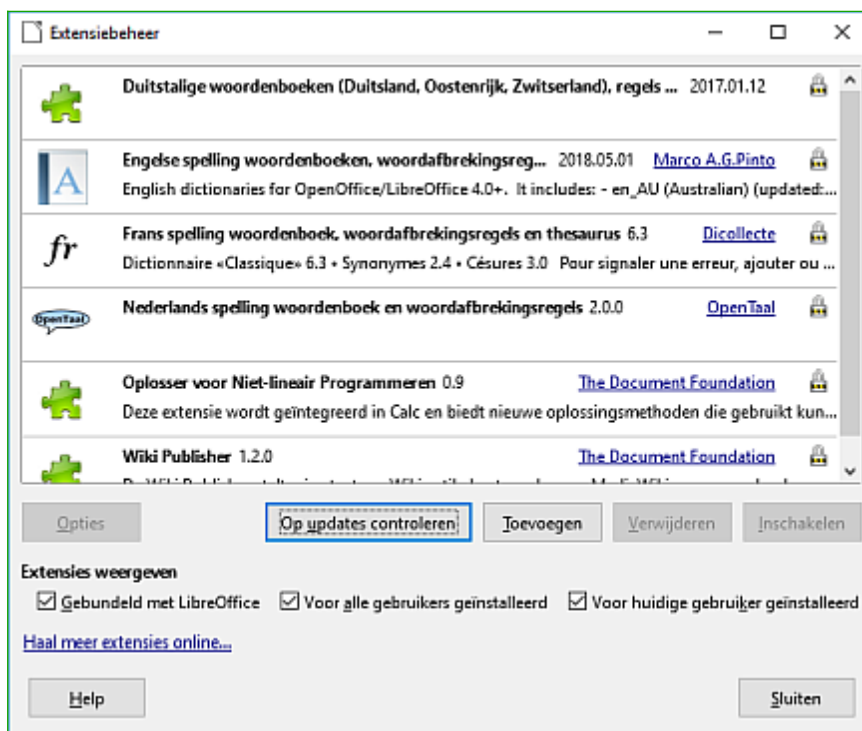 Extensiebeheer
Duitstalige woordenboeken (Duitsland, Oostenrijk, Zwitserland), regels ... 2017.01.12
A
Engelse spelling woordenboeken, woordafbrekingsreg... 2018.05.01 Marco A.G.Pinto
English dictionaries for OpenOffice/LibreOffice 4.0+. It includes: - en_AU (Australian) (updated:...
fr
Frans spelling woordenboek, woordafbrekingsregels en thesaurus 6.3 Dicollecte
Dictionnaire «Classique» 6.3 • Synonymes 2.4 • Césures 3.0 Pour signaler une erreur, ajouter ou ...
OpenTaal
Nederlands spelling woordenboek en woordafbrekingsregels 2.0.0 OpenTaal
Oplosser voor Niet-lineair Programmeren 0.9 The Document Foundation
Deze extensie wordt geïntegreerd in Calc en biedt nieuwe oplossingsmethoden die gebruikt kun...
Wiki Publisher 1.2.0 The Document Foundation
Opties Op updates controleren Toevoegen Verwijderen Inschakelen
Extensies weergeven
Gebundeld met LibreOffice Voor alle gebruikers geïnstalleerd Voor huidige gebruiker geïnstalleerd
Haal meer extensies online...
Help Sluiten